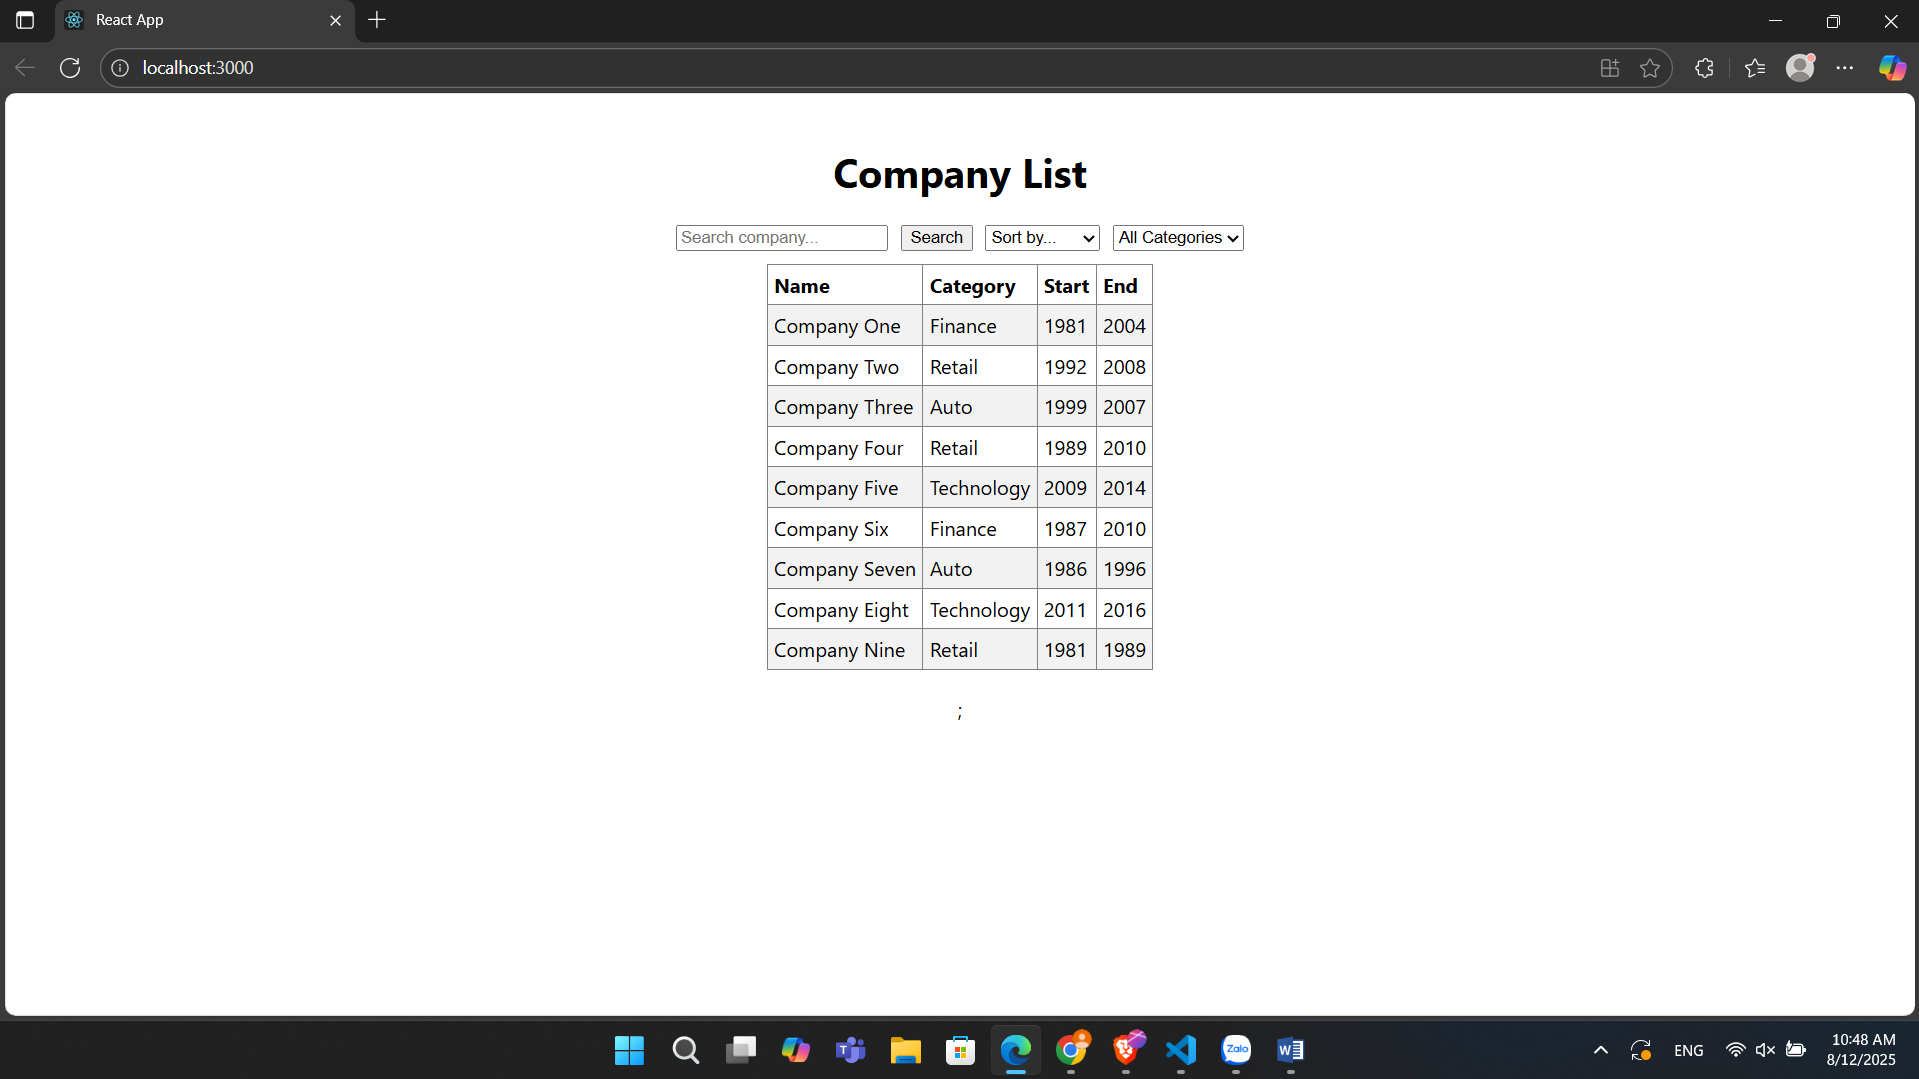 React App
localhost:3000
Company List
Search company... Search Sort by... All Categories
Name Category Start End
Company One Finance 1981 2004
Company Two Retail 1992 2008
Company Three Auto 1999 2007
Company Four Retail 1989 2010
Company Five Technology 2009 2014
Company Six Finance 1987 2010
Company Seven Auto 1986 1996
Company Eight Technology 2011 2016
Company Nine Retail 1981 1989
;
Zalo
ENG
10:48 AM
8/12/2025